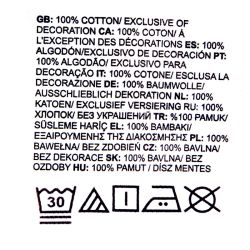 GB: 100% COTTON/ EXCLUSIVE OF
DECORATION CA: 100% COTON/ À
L'EXCEPTION DES DÉCORATIONS ES: 100%
ALGODÓN/EXCLUSIVO DE DECORACIÓN PT:
100% ALGODÃO/ EXCLUSIVO PARA
DECORAÇÃO IT: 100% COTONE/ ESCLUSA LA
DECORAZIONE DE: 100% BAUMWOLLE/
AUSSCHLIEBLICH DEKORATION NL: 100%
KATOEN/ EXCLUSIEF VERSIERING RU: 100%
ХЛОПОК/ БЕЗ УКРАШЕНИЙ TR: %100 PAMUK/
SÜSLEME HARİÇ EL: 100% ΒΑΜΒΑΚΙ/
ΕΞΑΙΡΟΥΜΕΝΗΣ ΤΗΣ ΔΙΑΚΟΣΜΗΣΗΣ PL: 100%
BAWEŁNA/ BEZ ZDOBIEŃ CZ: 100% BAVLNA/
BEZ DEKORACE SK: 100% BAVLNA/ BEZ
OZDOBY HU: 100% PAMUT / DÍSZ MENTES
30